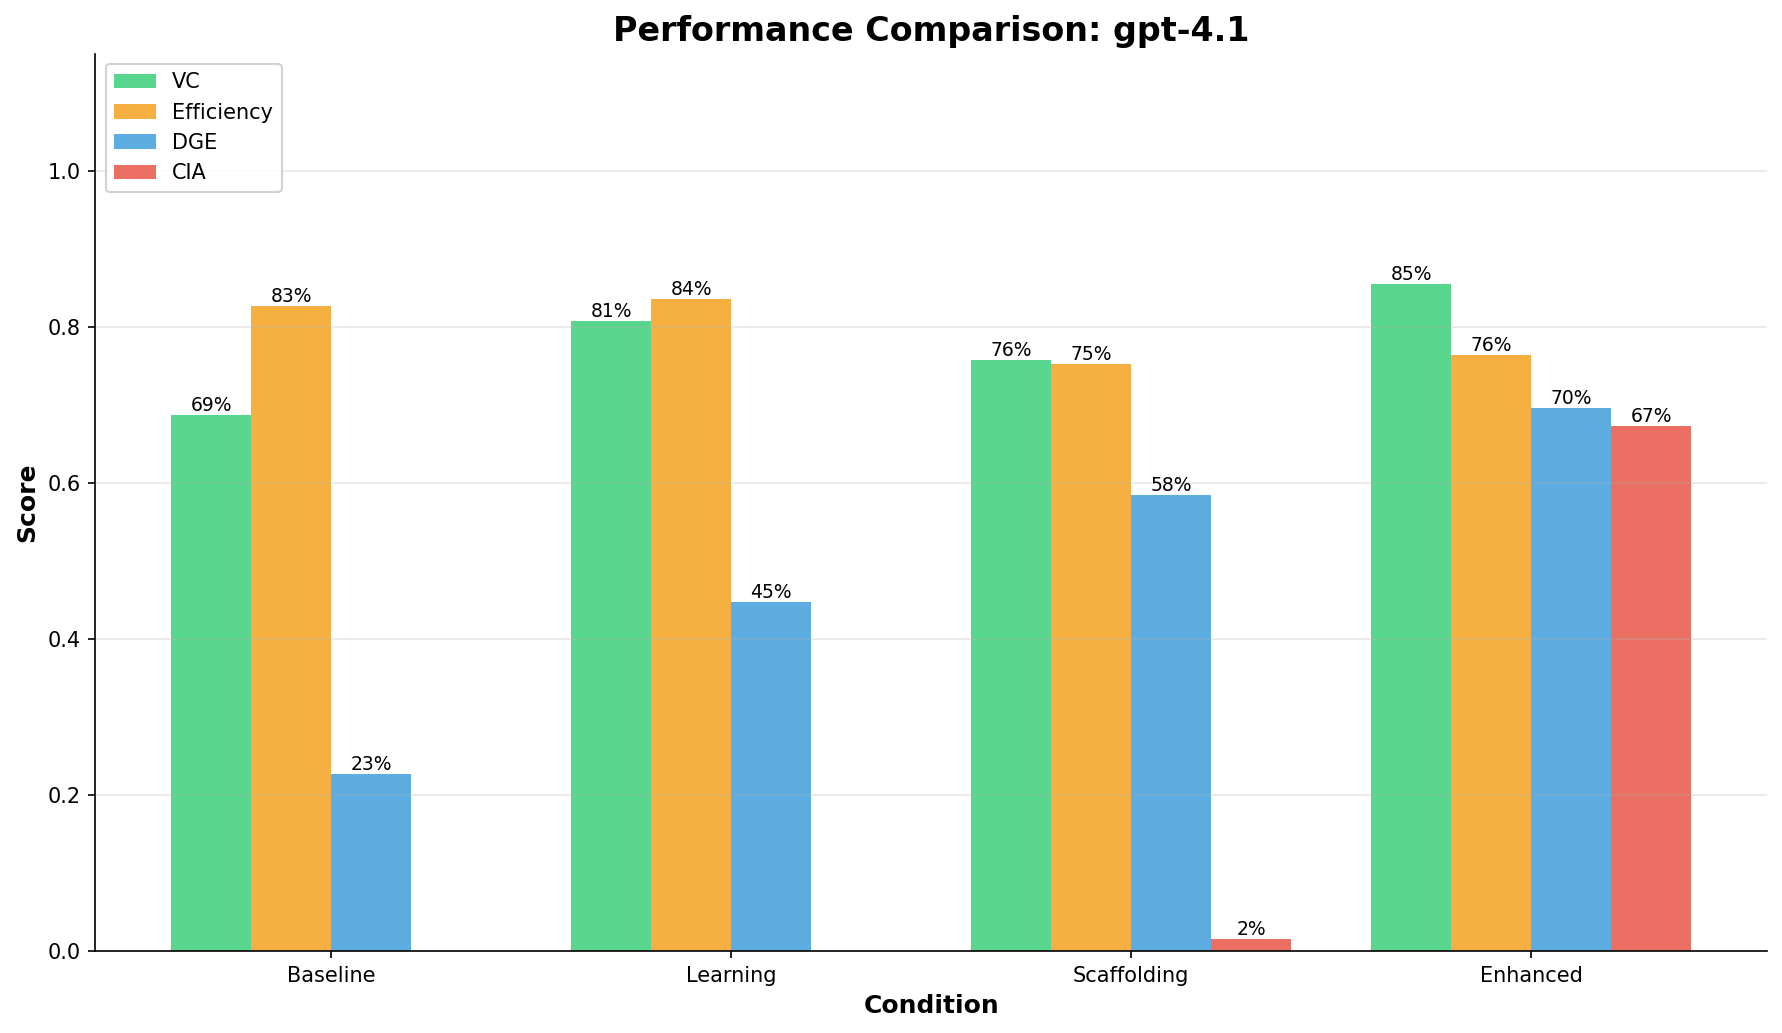 Performance Comparison: gpt-4.1
VC
Efficiency
DGE
CIA
Score
1.0
0.8
0.6
0.4
0.2
0.0
69%
83%
23%
81%
84%
45%
76%
75%
58%
2%
85%
76%
70%
67%
Baseline
Learning
Scaffolding
Enhanced
Condition